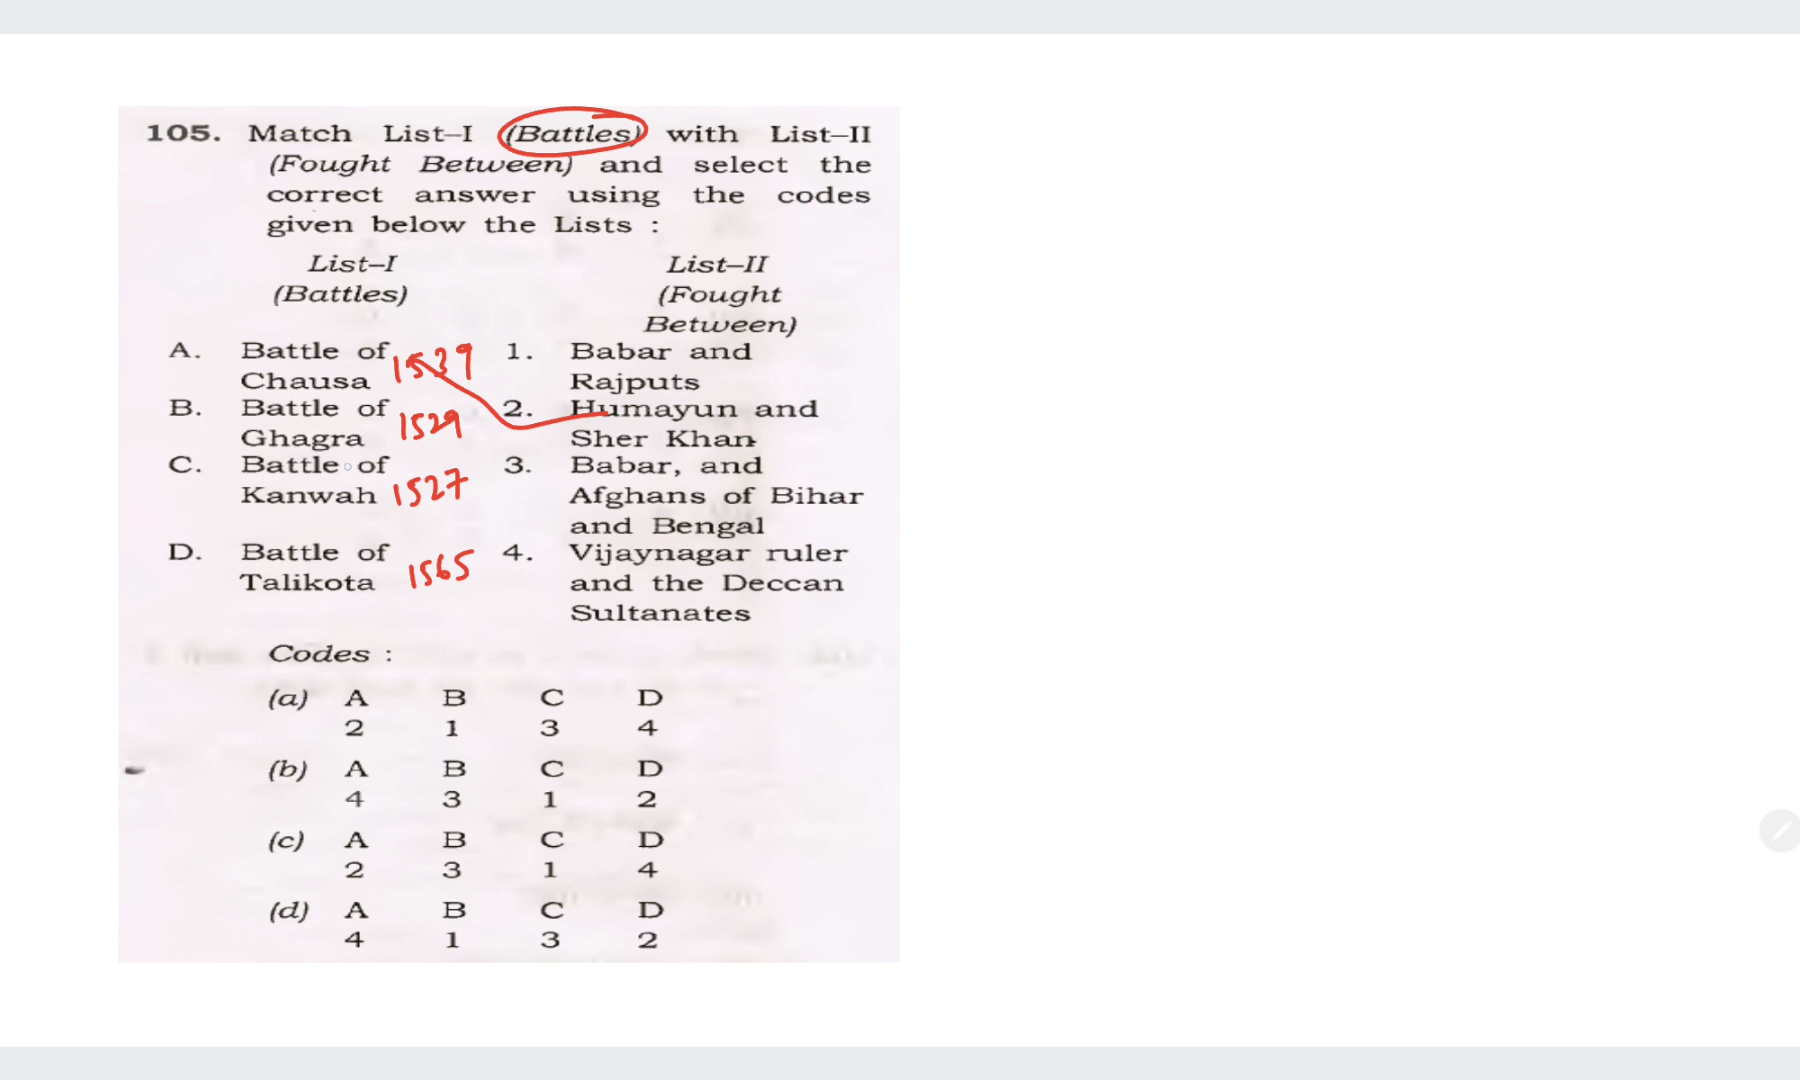 105. Match List–I (Battles) with List–II
(Fought Between) and select the
correct answer using the codes
given below the Lists :
List–I List–II
(Battles) (Fought
Between)
A. Battle of 1539 1. Babar and
Chausa Rajputs
B. Battle of 1529 2. Humayun and
Ghagra Sher Khan
C. Battle of 3. Babar, and
Kanwah 1527 Afghans of Bihar
and Bengal
D. Battle of 4. Vijaynagar ruler
Talikota 1565 and the Deccan
Sultanates
Codes :
(a) A B C D
2 1 3 4
(b) A B C D
4 3 1 2
(c) A B C D
2 3 1 4
(d) A B C D
4 1 3 2